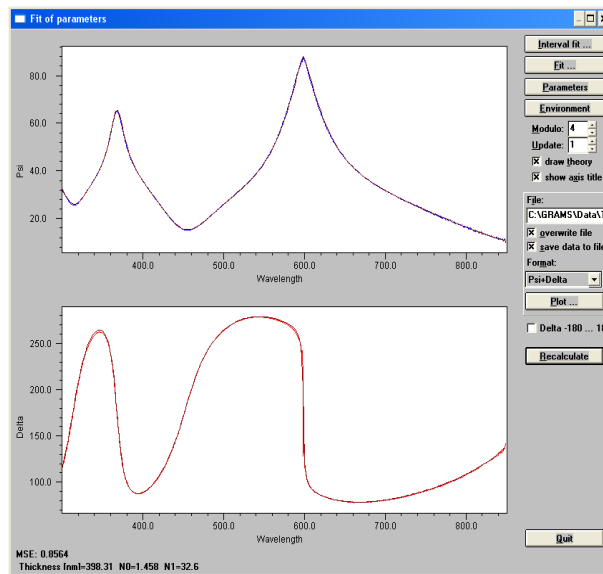 Fit of parameters
Interval fit ...
Fit ...
Parameters
Environment
Modulo: 4
Update: 1
draw theory
show axis title
File:
C:\GRAMS\Data\T
overwrite file
save data to file
Format:
Psi+Delta
Plot ...
Delta -180 ... 18
Recalculate
Quit
80.0
60.0
40.0
20.0
Psi
400.0 500.0 600.0 700.0 800.0
Wavelength
250.0
200.0
150.0
100.0
Delta
400.0 500.0 600.0 700.0 800.0
Wavelength
MSE: 0.8564
Thickness [nm]=398.31 N0=1.458 N1=32.6